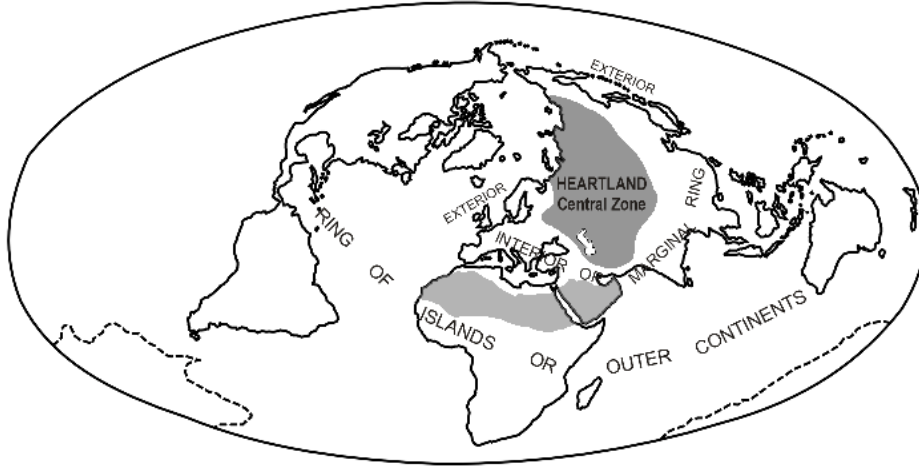 EXTERIOR
HEARTLAND
Central Zone
EXTERIOR
INTERIOR OR MARGINAL RING
RING OF ISLANDS OR OUTER CONTINENTS